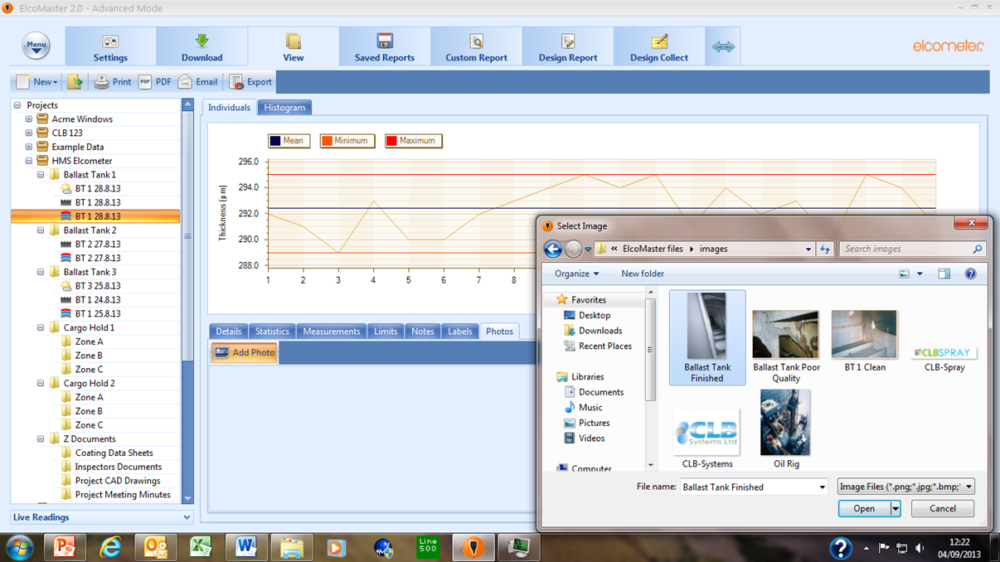 ElcoMaster 2.0 - Advanced Mode
Menu
Settings
Download
View
Saved Reports
Custom Report
Design Report
Design Collect
elcometer
New
Print
PDF
PDF
Email
Export
Projects
Acme Windows
CLB 123
Example Data
HMS Elcometer
Ballast Tank 1
BT 1 28.8.13
BT 1 28.8.13
BT 1 28.8.13
Ballast Tank 2
BT 2 27.8.13
BT 2 27.8.13
Ballast Tank 3
BT 3 25.8.13
BT 1 24.8.13
BT 1 25.8.13
Cargo Hold 1
Zone A
Zone B
Zone C
Cargo Hold 2
Zone A
Zone B
Zone C
Z Documents
Coating Data Sheets
Inspectors Documents
Project CAD Drawings
Project Meeting Minutes
Live Readings
Individuals
Histogram
Mean
Minimum
Maximum
Thickness (µm)
296.0
294.0
292.0
290.0
288.0
1 2 3 4 5 6 7 8
Details
Statistics
Measurements
Limits
Notes
Labels
Photos
Add Photo
Select Image
« ElcoMaster files
images
Search images
Organize
New folder
Favorites
Desktop
Downloads
Recent Places
Libraries
Documents
Music
Pictures
Videos
Computer
Ballast Tank
Finished
Ballast Tank Poor
Quality
BT 1 Clean
CLBSPRAY
CLB-Spray
CLB
Systems Ltd
CLB-Systems
Oil Rig
File name:
Ballast Tank Finished
Image Files (*.png;*.jpg;*.bmp;
Open
Cancel
Line
500
12:22
04/09/2013